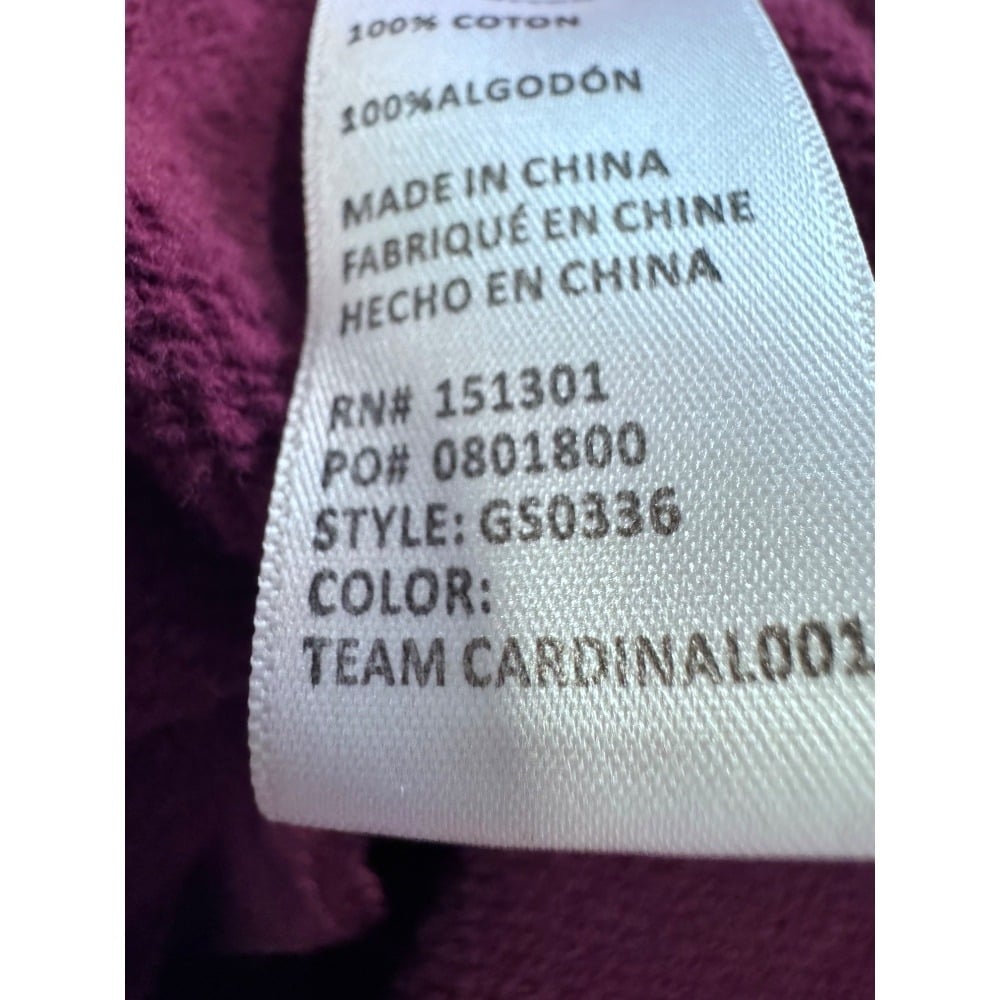 100% COTON
100%ALGODÓN
MADE IN CHINA
FABRIQUÉ EN CHINE
HECHO EN CHINA
RN# 151301
PO# 0801800
STYLE: GS0336
COLOR:
TEAM CARDINAL001